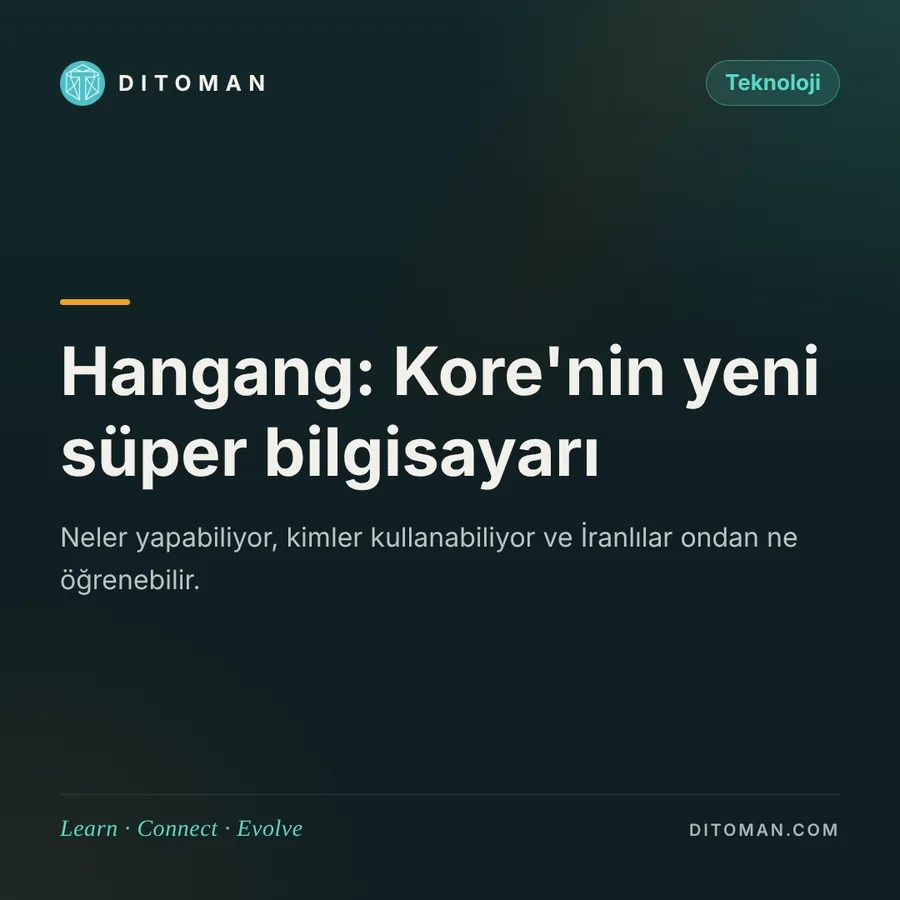 DITOMAN
Teknoloji
Hangang: Kore'nin yeni
süper bilgisayarı
Neler yapabiliyor, kimler kullanabiliyor ve İranlılar ondan ne
öğrenebilir.
Learn · Connect · Evolve
DITOMAN.COM